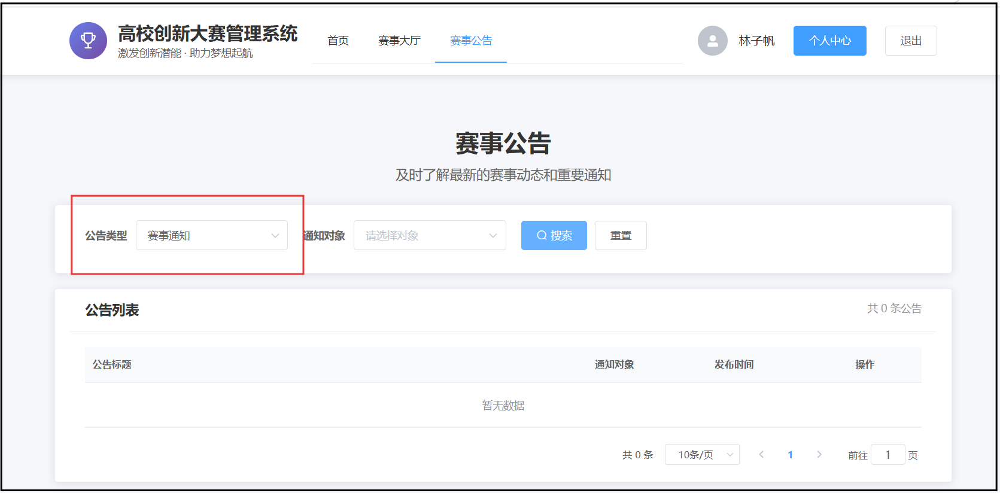 高校创新大赛管理系统
激发创新潜能 · 助力梦想起航
首页 赛事大厅 赛事公告
林子帆 个人中心 退出
赛事公告
及时了解最新的赛事动态和重要通知
公告类型 赛事通知 通知对象 请选择对象 搜索 重置
公告列表 共 0 条公告
公告标题 通知对象 发布时间 操作
暂无数据
共 0 条 10条/页 1 前往 1 页